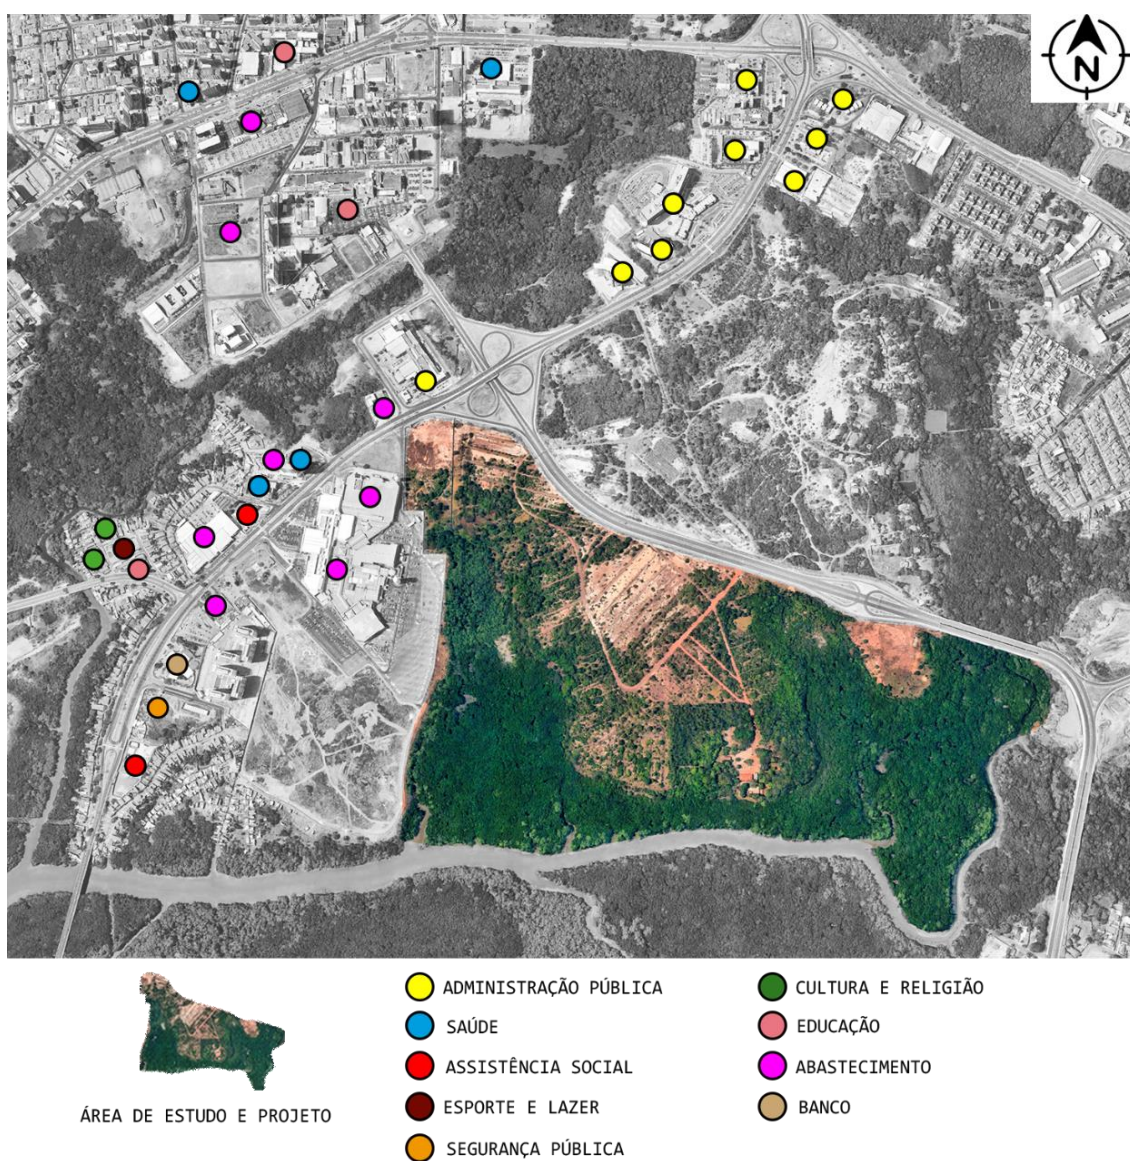 N
ADMINISTRAÇÃO PÚBLICA
SAÚDE
ASSISTÊNCIA SOCIAL
ESPORTE E LAZER
SEGURANÇA PÚBLICA
CULTURA E RELIGIÃO
EDUCAÇÃO
ABASTECIMENTO
BANCO
ÁREA DE ESTUDO E PROJETO